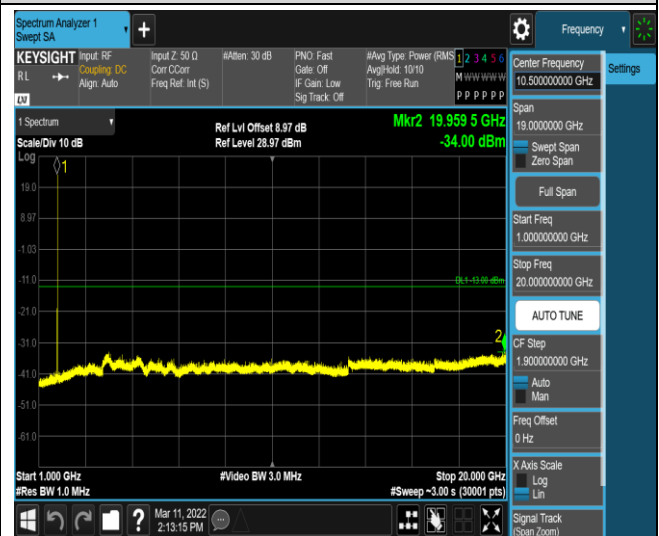 Spectrum Analyzer 1
Swept SA
Frequency
KEYSIGHT
RL
LXI
Input: RF
Coupling: DC
Align: Auto
Input Z: 50 Ω
Corr CCorr
Freq Ref: Int (S)
#Atten: 30 dB
PNO: Fast
Gate: Off
IF Gain: Low
Sig Track: Off
#Avg Type: Power (RMS
Avg|Hold: 10/10
Trig: Free Run
1 2 3 4 5 6
M W W W W W
P P P P P P
1 Spectrum
Scale/Div 10 dB
Ref Lvl Offset 8.97 dB
Ref Level 28.97 dBm
Mkr2 19.959 5 GHz
-34.00 dBm
Log
1
19.0
8.97
-1.03
-11.0
DL1 -13.00 dBm
-21.0
-31.0
2
-41.0
-51.0
-61.0
Start 1.000 GHz
#Video BW 3.0 MHz
Stop 20.000 GHz
#Res BW 1.0 MHz
#Sweep ~3.00 s (30001 pts)
?
Mar 11, 2022
2:13:15 PM
Center Frequency
10.500000000 GHz
Settings
Span
19.0000000 GHz
Swept Span
Zero Span
Full Span
Start Freq
1.000000000 GHz
Stop Freq
20.000000000 GHz
AUTO TUNE
CF Step
1.900000000 GHz
Auto
Man
Freq Offset
0 Hz
X Axis Scale
Log
Lin
Signal Track
(Span Zoom)